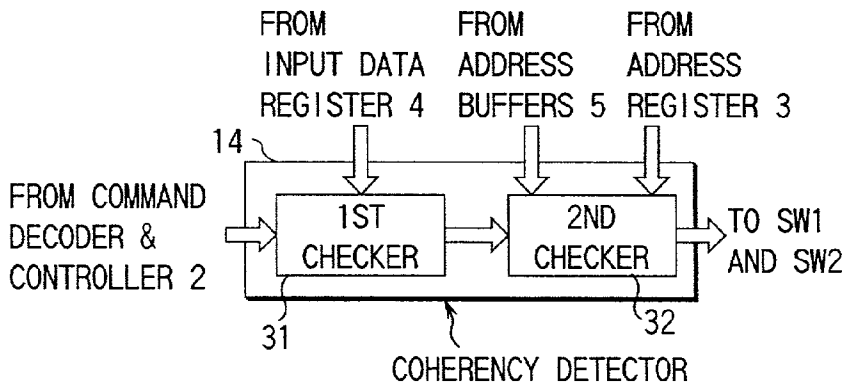 FROM
INPUT DATA
REGISTER 4
FROM
ADDRESS
BUFFERS 5
FROM
ADDRESS
REGISTER 3
14
FROM COMMAND
DECODER &
CONTROLLER 2
1ST
CHECKER
2ND
CHECKER
TO SW1
AND SW2
31
32
COHERENCY DETECTOR